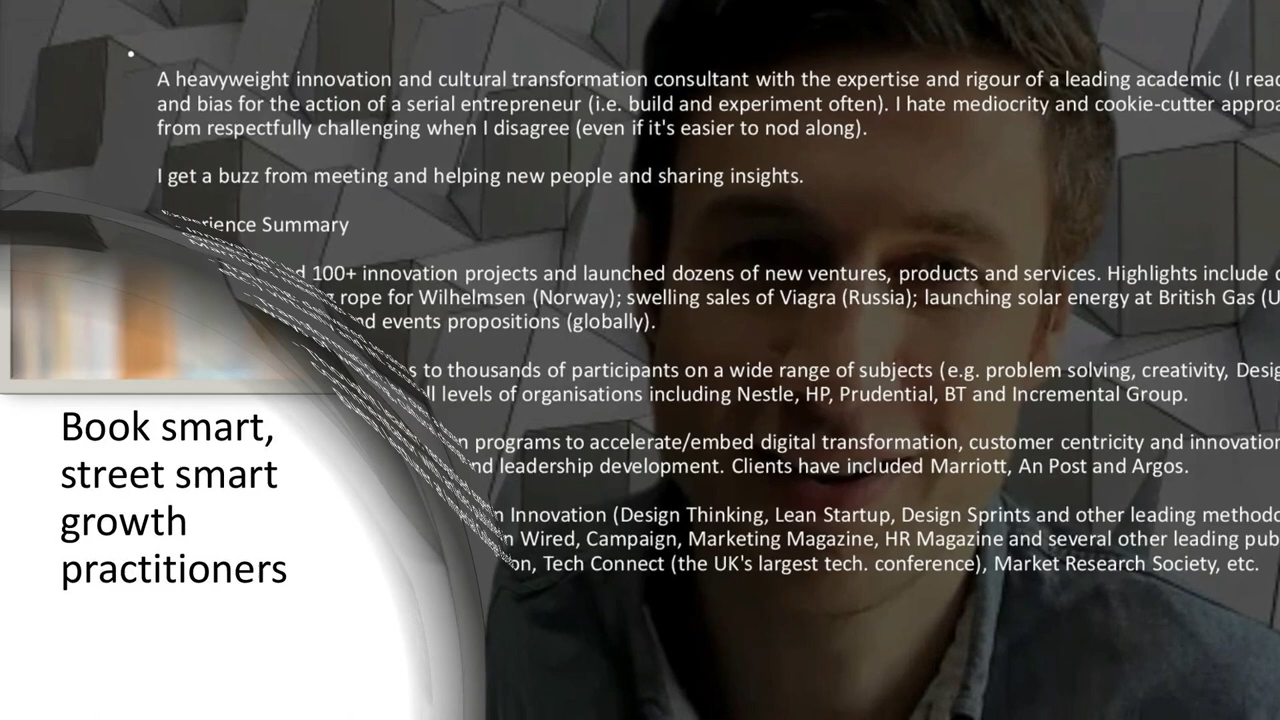 A heavyweight innovation and cultural transformation consultant with the expertise and rigour of a leading academic (I read
and bias for the action of a serial entrepreneur (i.e. build and experiment often). I hate mediocrity and cookie-cutter
from respectfully challenging when I disagree (even if it's easier to nod along).
I get a buzz from meeting and helping new people and sharing insights.
Summary
100+ innovation projects and launched dozens of new ventures, products and services. Highlights include
rope for Wilhelmsen (Norway); swelling sales of Viagra (Russia); launching solar energy at British Gas
events propositions (globally).
to thousands of participants on a wide range of subjects (e.g. problem solving, creativity,
levels of organisations including Nestle, HP, Prudential, BT and Incremental Group.
programs to accelerate/embed digital transformation, customer centricity and innovation
leadership development. Clients have included Marriott, An Post and Argos.
Innovation (Design Thinking, Lean Startup, Design Sprints and other leading
Wired, Campaign, Marketing Magazine, HR Magazine and several other leading
Tech Connect (the UK's largest tech. conference), Market Research Society, etc.
Book smart,
street smart
growth
practitioners